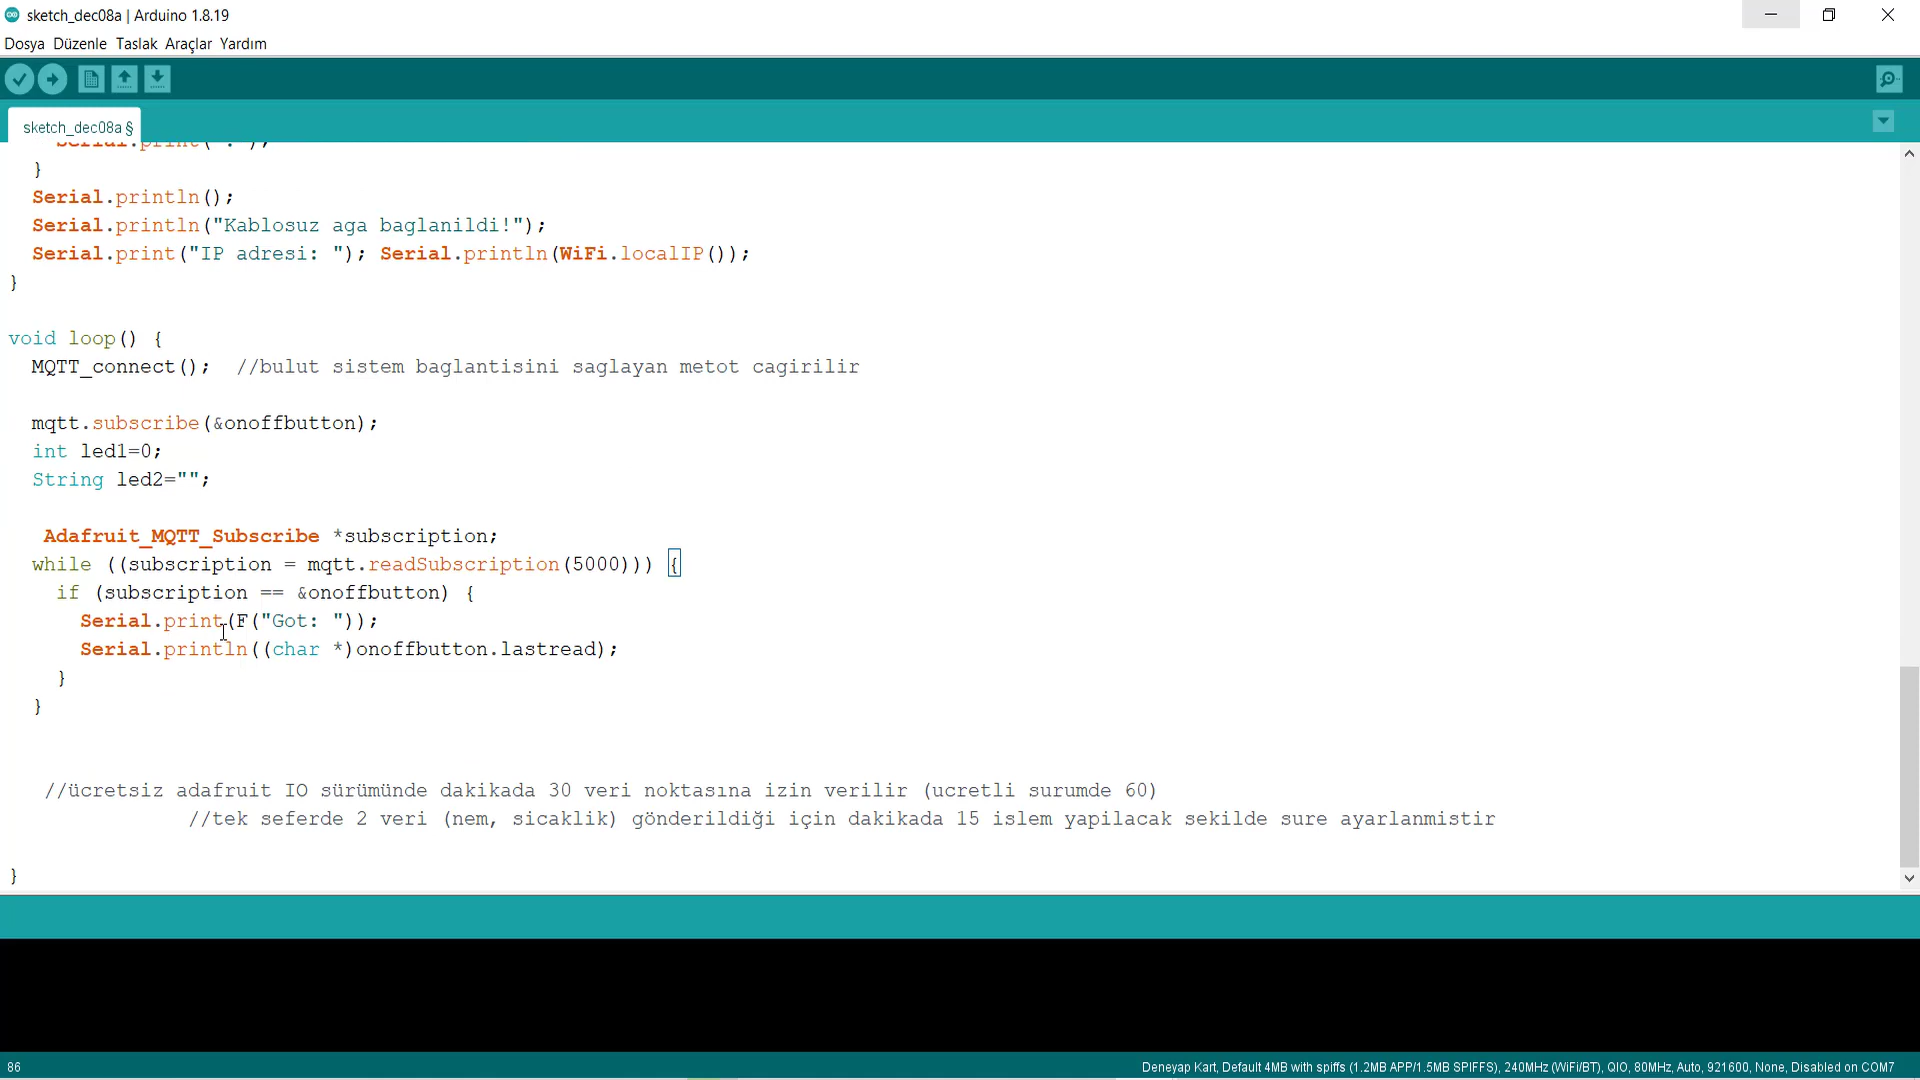 sketch_dec08a | Arduino 1.8.19
Dosya Düzenle Taslak Araçlar Yardım
sketch_dec08a §
Serial.print(".");
}
Serial.println();
Serial.println("Kablosuz aga baglanildi!");
Serial.print("IP adresi: "); Serial.println(WiFi.localIP());
}
void loop() {
MQTT_connect();  //bulut sistem baglantisini saglayan metot cagirilir
mqtt.subscribe(&onoffbutton);
int led1=0;
String led2="";
Adafruit_MQTT_Subscribe *subscription;
while ((subscription = mqtt.readSubscription(5000))) {
if (subscription == &onoffbutton) {
Serial.print(F("Got: "));
Serial.println((char *)onoffbutton.lastread);
}
}
//ücretsiz adafruit IO sürümünde dakikada 30 veri noktasına izin verilir (ucretli surumde 60)
//tek seferde 2 veri (nem, sicaklik) gönderildiği için dakikada 15 islem yapilacak sekilde sure ayarlanmistir
}
86
Deneyap Kart, Default 4MB with spiffs (1.2MB APP/1.5MB SPIFFS), 240MHz (WiFi/BT), QIO, 80MHz, Auto, 921600, None, Disabled on COM7